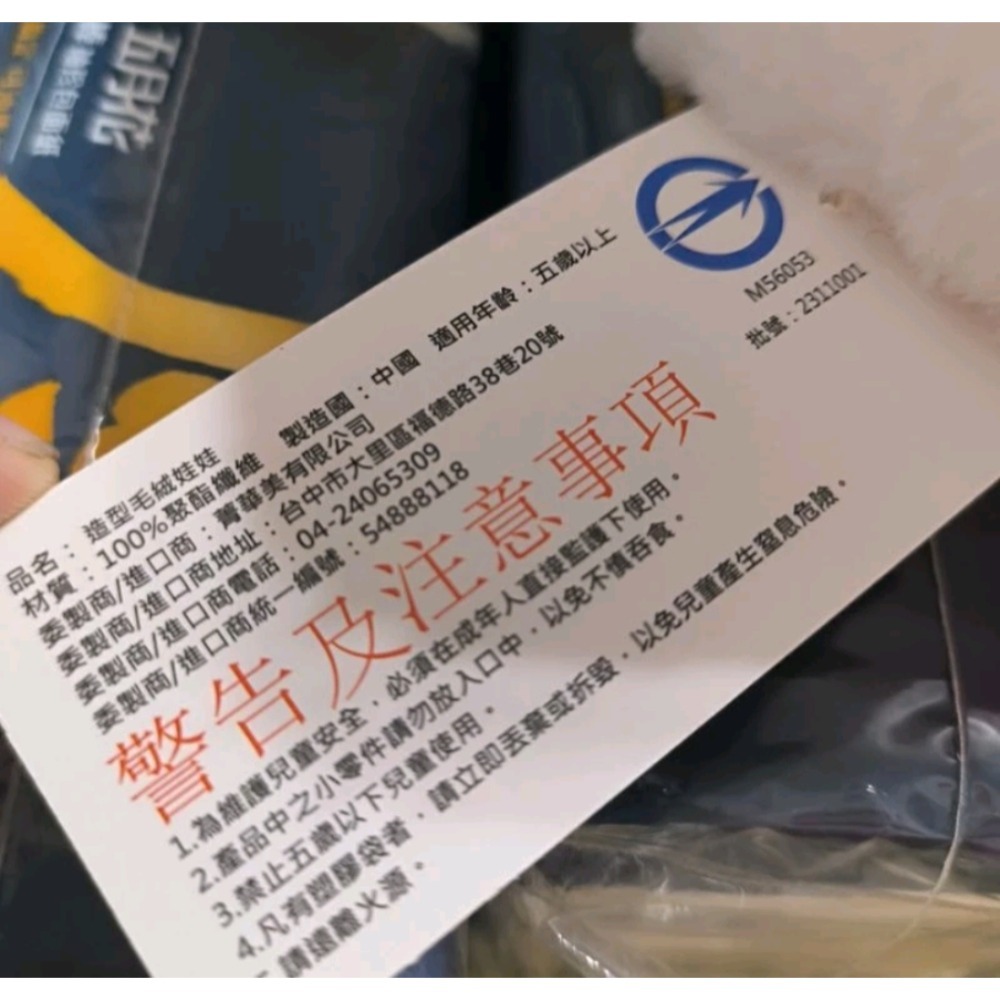 五月花
M56053
批號：2311001
品名： 造型毛絨娃娃
材質：100%聚酯纖維 製造國：中國 適用年齡：五歲以上
委製商/進口商：菁華美有限公司
委製商/進口商地址：台中市大里區福德路38巷20號
委製商/進口商電話：04-24065309
委製商/進口商統一編號：54888118
警告及注意事項
1.為維護兒童安全，必須在成年人直接監護下使用。
2.產品中之小零件請勿放入口中，以免不慎吞食。
3.禁止五歲以下兒童使用。
4.凡有塑膠袋者，請立即丟棄或拆毀，以免兒童產生窒息危險。
請遠離火源。